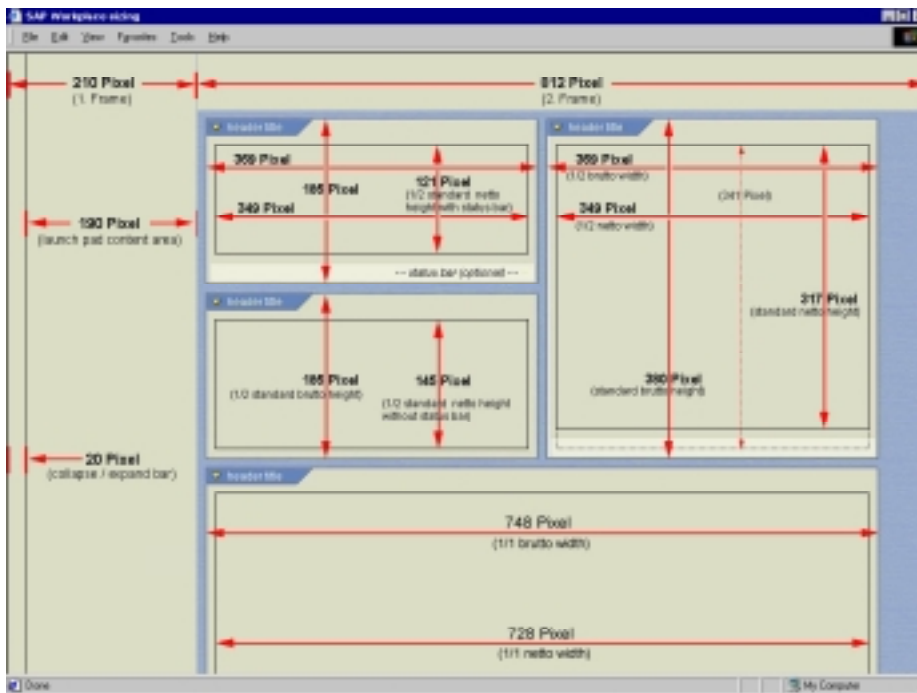 SAP Workplace sizing
File Edit View Favorites Tools Help
210 Pixel
(1. Frame)
812 Pixel
(2. Frame)
header title
header title
369 Pixel
185 Pixel
121 Pixel
(1/2 standard netto
height with status bar)
349 Pixel
--- status bar (optional ---
369 Pixel
(1/2 brutto width)
(341 Pixel)
349 Pixel
(1/2 netto width)
317 Pixel
(standard netto height)
380 Pixel
(standard brutto height)
190 Pixel
(launch pad content area)
header title
185 Pixel
(1/2 standard brutto height)
145 Pixel
(1/2 standard netto height
without status bar)
20 Pixel
(collapse / expand bar)
header title
748 Pixel
(1/1 brutto width)
728 Pixel
(1/1 netto width)
Done
My Computer